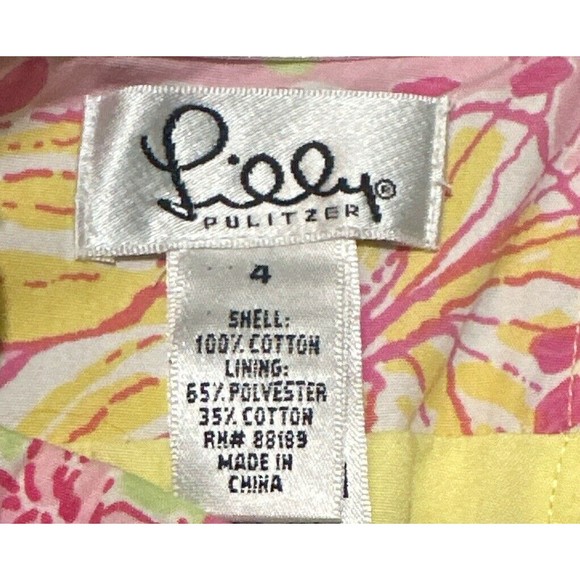 Lilly®
PULITZER
4
SHELL:
100% COTTON
LINING:
65% POLYESTER
35% COTTON
RN# 88189
MADE IN
CHINA